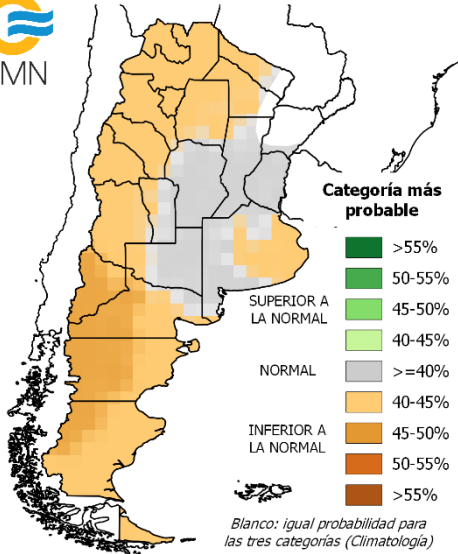 MN
Categoría más
probable
>55%
50-55%
45-50%
SUPERIOR A
LA NORMAL
40-45%
NORMAL
>=40%
40-45%
INFERIOR A
LA NORMAL
45-50%
50-55%
>55%
Blanco: igual probabilidad para
las tres categorías (Climatología)